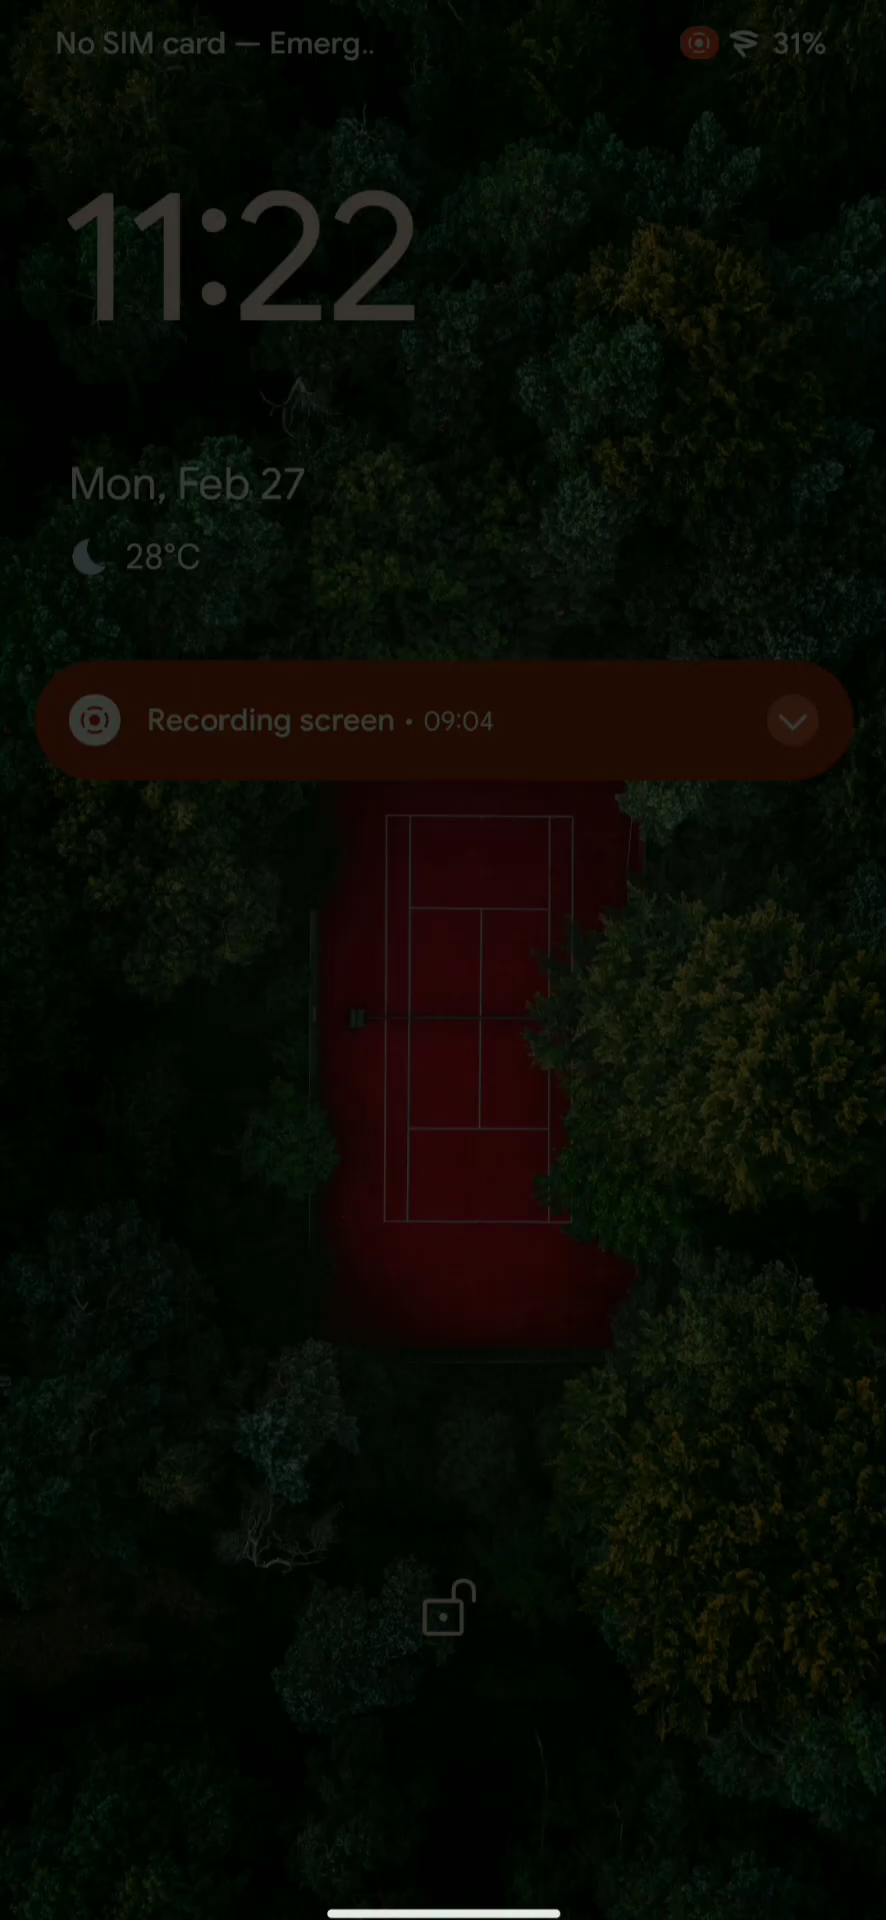 No SIM card — Emerg.. 31%
11:22
Mon, Feb 27
28°C
Recording screen • 09:04